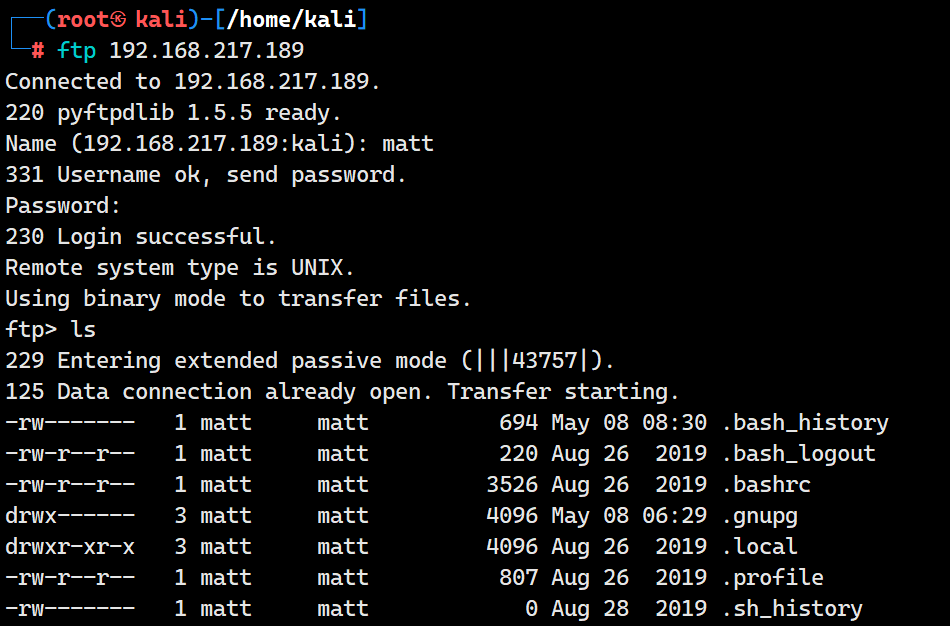 ┌──(root㉿kali)-[/home/kali]
└─# ftp 192.168.217.189
Connected to 192.168.217.189.
220 pyftpdlib 1.5.5 ready.
Name (192.168.217.189:kali): matt
331 Username ok, send password.
Password:
230 Login successful.
Remote system type is UNIX.
Using binary mode to transfer files.
ftp> ls
229 Entering extended passive mode (|||43757|).
125 Data connection already open. Transfer starting.
-rw-------   1 matt     matt          694 May 08 08:30 .bash_history
-rw-r--r--   1 matt     matt          220 Aug 26  2019 .bash_logout
-rw-r--r--   1 matt     matt         3526 Aug 26  2019 .bashrc
drwx------   3 matt     matt         4096 May 08 06:29 .gnupg
drwxr-xr-x   3 matt     matt         4096 Aug 26  2019 .local
-rw-r--r--   1 matt     matt          807 Aug 26  2019 .profile
-rw-------   1 matt     matt            0 Aug 28  2019 .sh_history